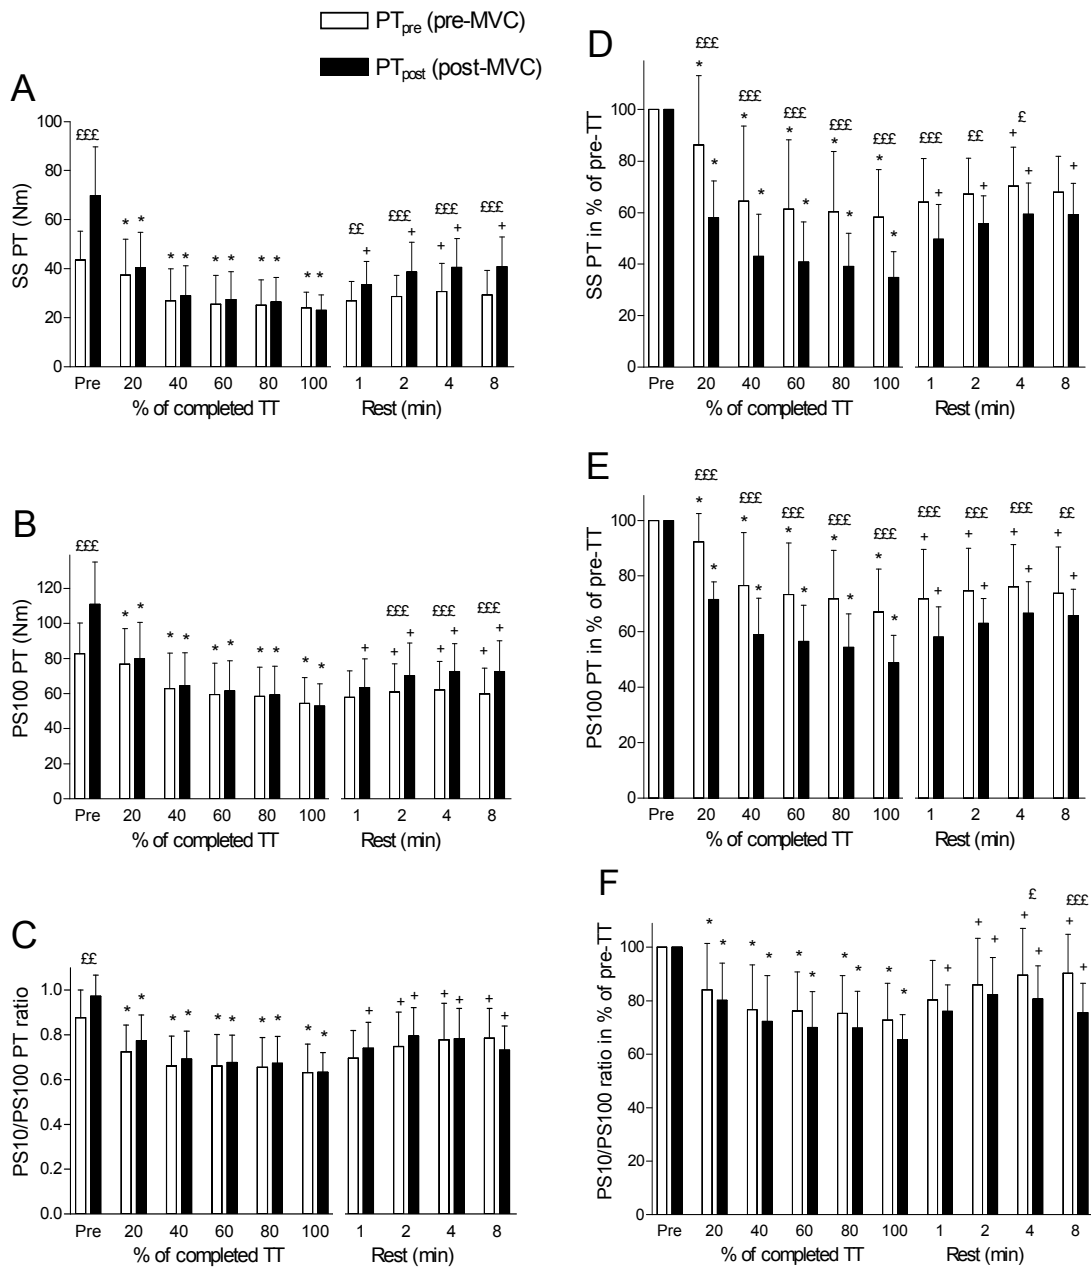 PTpre (pre-MVC)
PTpost (post-MVC)
A
SS PT (Nm)
100
80
60
40
20
0
£££
* *
* *
* *
* *
* *
££ +
£££ +
£££ + +
£££ +
Pre 20 40 60 80 100 1 2 4 8
% of completed TT Rest (min)
B
PS100 PT (Nm)
120
100
80
60
40
20
0
£££
* *
* *
* *
* *
* *
+
£££ + +
£££ + +
£££ + +
Pre 20 40 60 80 100 1 2 4 8
% of completed TT Rest (min)
C
PS10/PS100 PT ratio
1.0
0.8
0.6
0.4
0.2
0.0
££
* *
* *
* *
* *
* *
+
+ +
+ +
+ +
Pre 20 40 60 80 100 1 2 4 8
% of completed TT Rest (min)
D
SS PT in % of pre-TT
100
80
60
40
20
0
£££ * *
£££ * *
£££ * *
£££ * *
£££ * *
£££ +
££ +
£ + +
+
Pre 20 40 60 80 100 1 2 4 8
% of completed TT Rest (min)
E
PS100 PT in % of pre-TT
100
80
60
40
20
0
£££ * *
£££ * *
£££ * *
£££ * *
£££ * *
£££ + +
£££ + +
£££ + +
££ + +
Pre 20 40 60 80 100 1 2 4 8
% of completed TT Rest (min)
F
PS10/PS100 ratio in % of pre-TT
100
80
60
40
20
0
* *
* *
* *
* *
* *
+
+ +
£ + +
£££ + +
Pre 20 40 60 80 100 1 2 4 8
% of completed TT Rest (min)